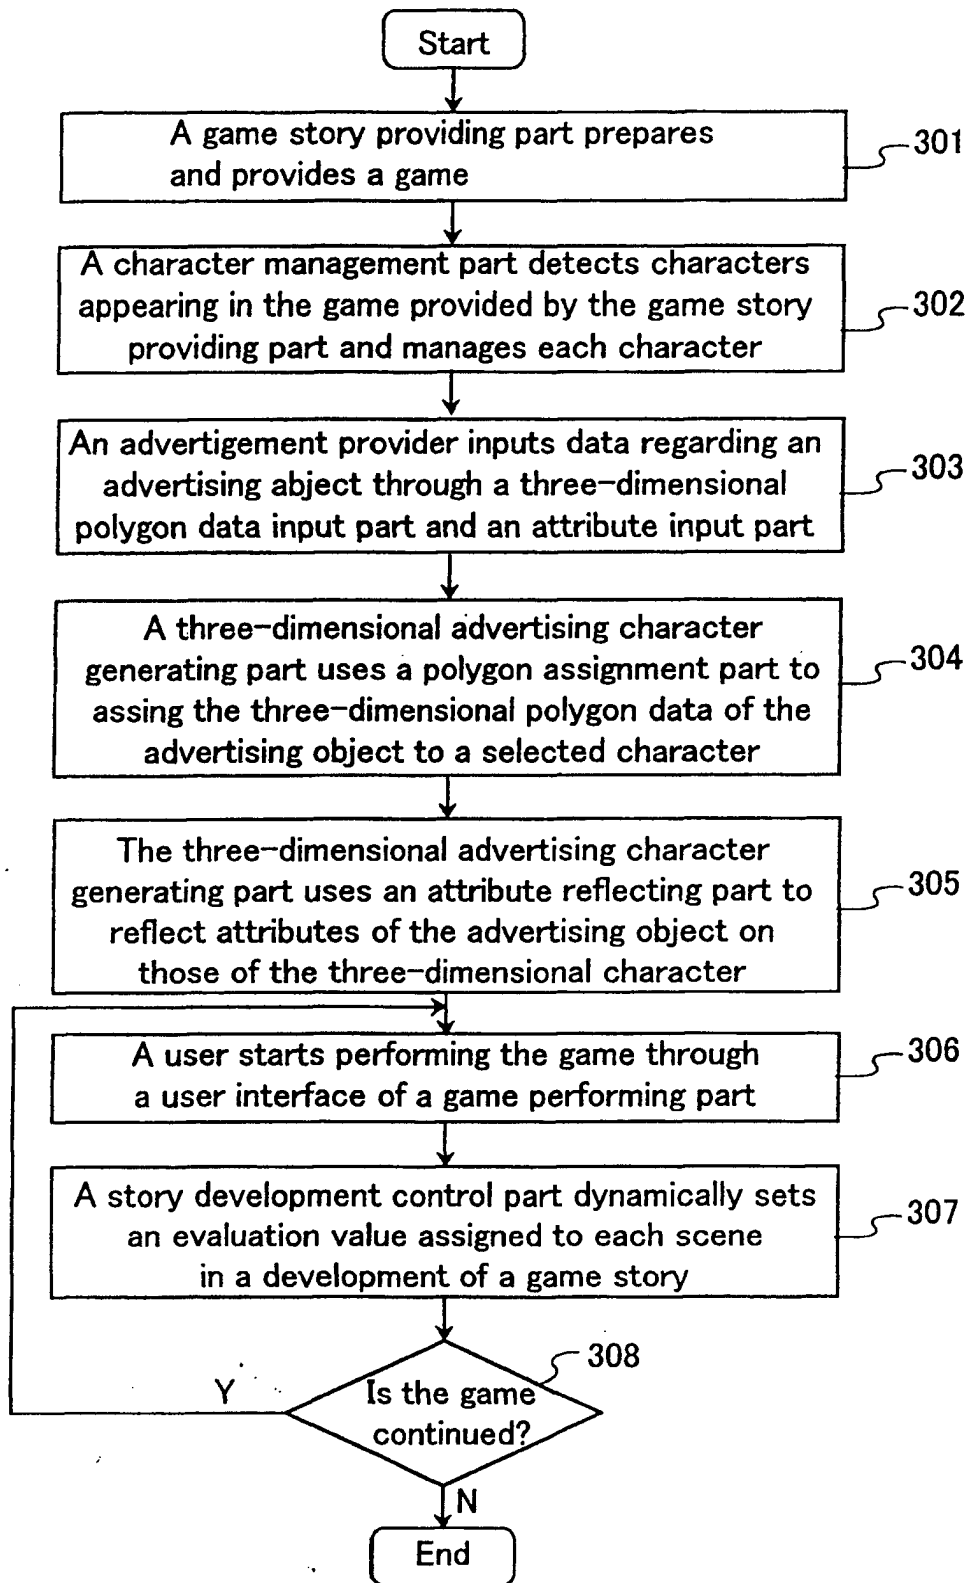 Start
A game story providing part prepares
and provides a game
301
A character management part detects characters
appearing in the game provided by the game story
providing part and manages each character
302
An advertigement provider inputs data regarding an
advertising abject through a three-dimensional
polygon data input part and an attribute input part
303
A three-dimensional advertising character
generating part uses a polygon assignment part to
assing the three-dimensional polygon data of the
advertising object to a selected character
304
The three-dimensional advertising character
generating part uses an attribute reflecting part to
reflect attributes of the advertising object on
those of the three-dimensional character
305
A user starts performing the game through
a user interface of a game performing part
306
A story development control part dynamically sets
an evaluation value assigned to each scene
in a development of a game story
307
308
Is the game
continued?
Y
N
End